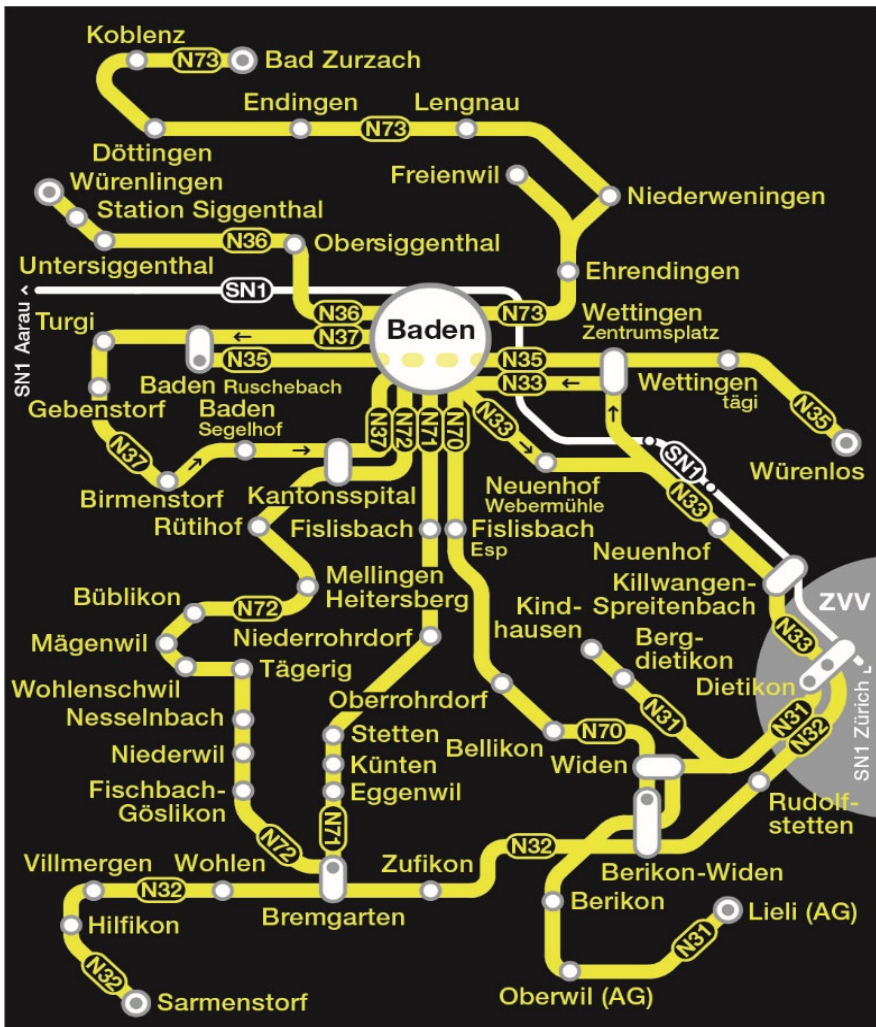 Koblenz
N73
Bad Zurzach
Endingen
Lengnau
N73
Döttingen
Würenlingen
Freienwil
Niederweningen
Station Siggenthal
N36
Obersiggenthal
Untersiggenthal
Ehrendingen
SN1
SN1 Aarau
N36
Baden
N73
Wettingen
Zentrumsplatz
Turgi
N37
N35
N35
N33
Baden Ruschebach
Wettingen
tägi
Gebenstorf
Baden
Segelhof
N37
N72
N71
N70
N33
N35
N37
SN1
Würenlos
Birmenstorf
Kantonsspital
Neuenhof
Webermühle
N33
Rütihof
Fislisbach
Fislisbach
Esp
Neuenhof
Mellingen
Heitersberg
Killwangen-
Spreitenbach
ZVV
Büblikon
N72
Kind-
hausen
Mägenwil
Niederrohrdorf
Berg-
dietikon
N33
Wohlenschwil
Tägerig
Oberrohrdorf
Dietikon
Nesselnbach
N31
N31
N32
SN1 Zürich
Stetten
Bellikon
N70
Niederwil
Künten
Widen
Fischbach-
Göslikon
Eggenwil
Rudolf-
stetten
N71
N72
N32
Villmergen
Wohlen
Zufikon
Berikon-Widen
N32
Bremgarten
Berikon
Lieli (AG)
Hilfikon
N31
N32
Oberwil (AG)
Sarmenstorf